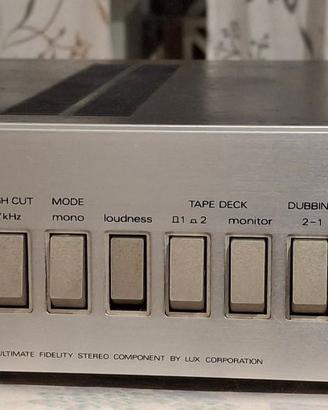 H CUT MODE TAPE DECK DUBBIN
kHz mono loudness 1 2 monitor 2-1
ULTIMATE FIDELITY STEREO COMPONENT BY LUX CORPORATION